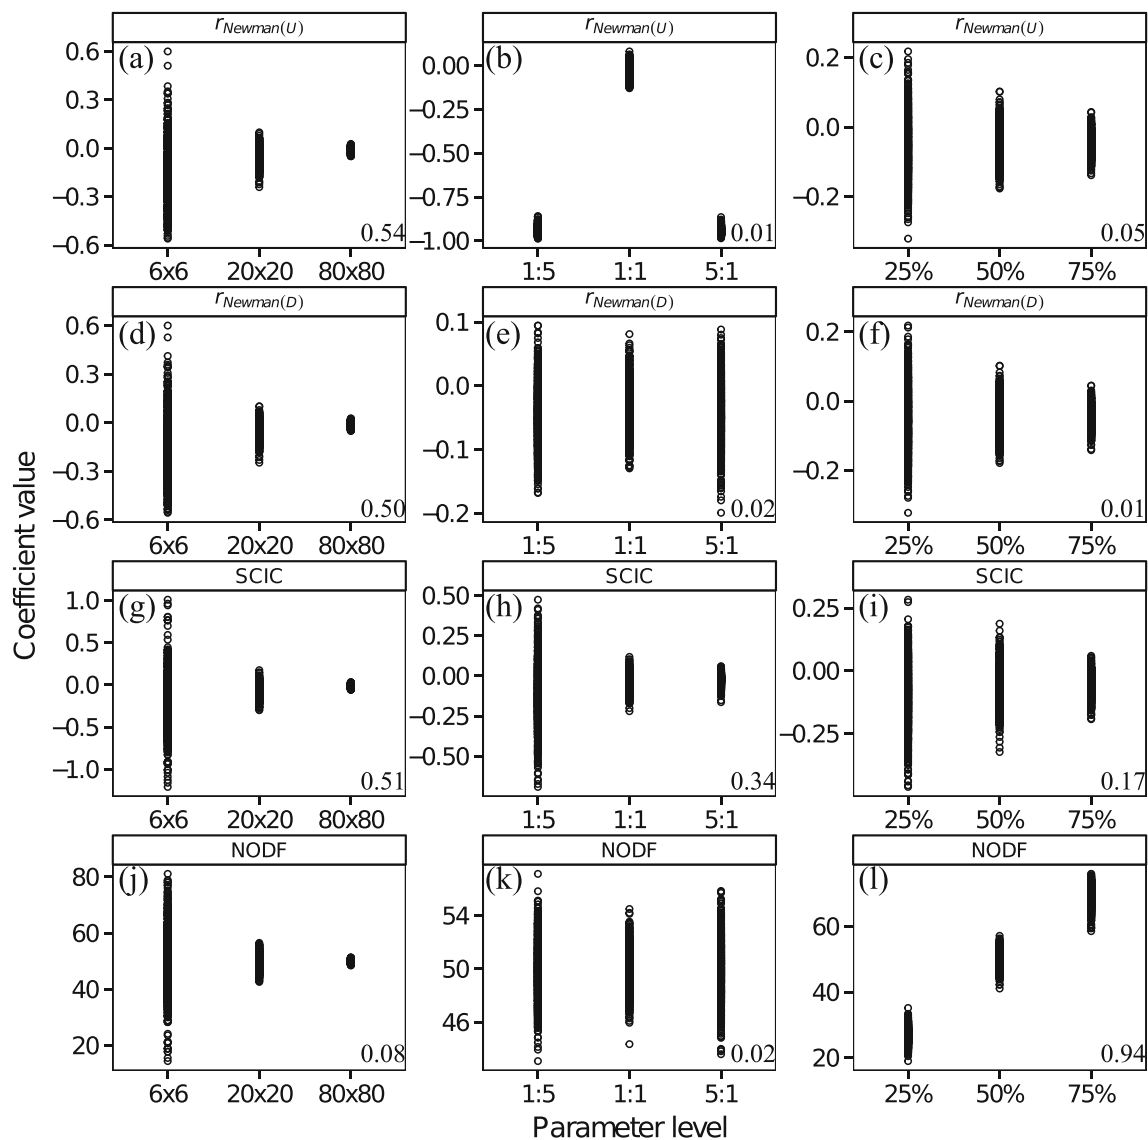 r_Newman(U) r_Newman(U) r_Newman(U)
(a) (b) (c)
0.6 0.3 0.0 −0.3 −0.6
0.00 −0.25 −0.50 −0.75 −1.00
0.2 0.0 −0.2
0.54 0.01 0.05
6x6 20x20 80x80 1:5 1:1 5:1 25% 50% 75%
r_Newman(D) r_Newman(D) r_Newman(D)
(d) (e) (f)
0.6 0.3 0.0 −0.3 −0.6
0.1 0.0 −0.1 −0.2
0.2 0.0 −0.2
0.50 0.02 0.01
6x6 20x20 80x80 1:5 1:1 5:1 25% 50% 75%
Coefficient value
SCIC SCIC SCIC
(g) (h) (i)
1.0 0.5 0.0 −0.5 −1.0
0.50 0.25 0.00 −0.25 −0.50
0.25 0.00 −0.25
0.51 0.34 0.17
6x6 20x20 80x80 1:5 1:1 5:1 25% 50% 75%
NODF NODF NODF
(j) (k) (l)
80 60 40 20
54 50 46
60 40 20
0.08 0.02 0.94
6x6 20x20 80x80 1:5 1:1 5:1 25% 50% 75%
Parameter level